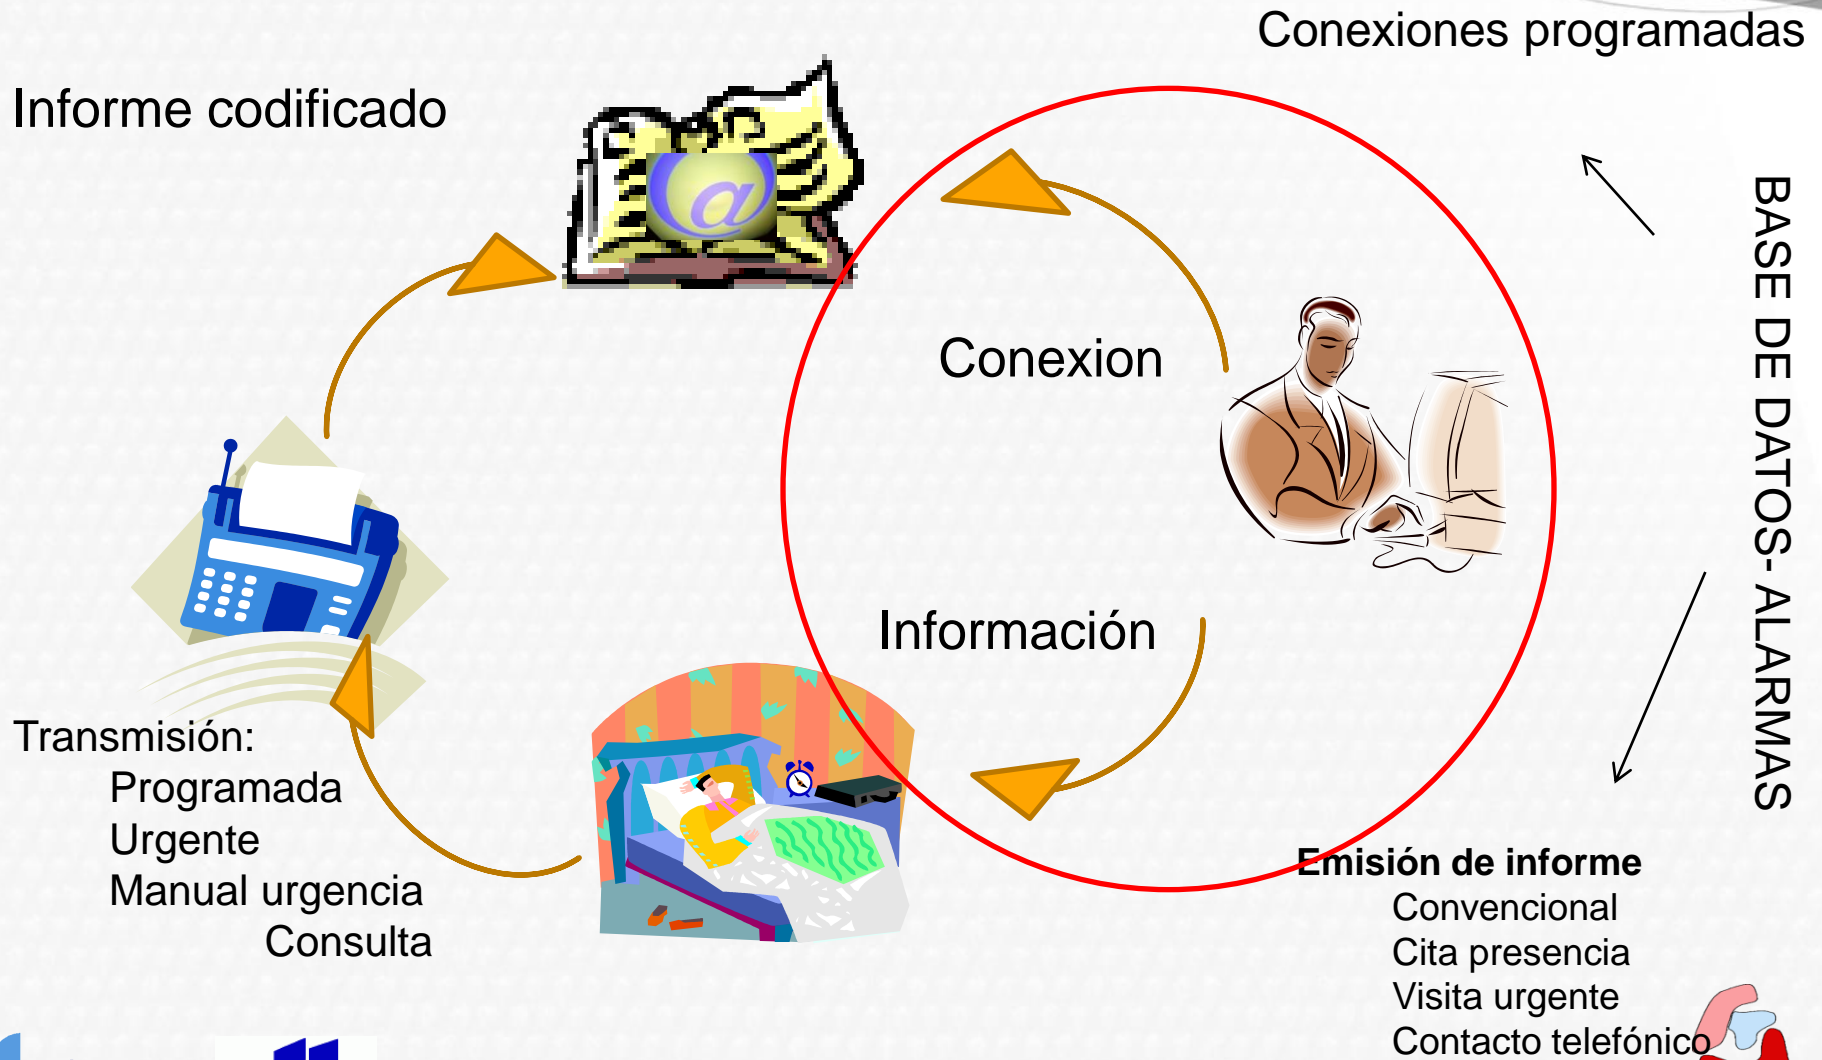 Conexiones programadas
Informe codificado
@
Conexion
BASE DE DATOS- ALARMAS
Información
Transmisión:
Programada
Urgente
Manual urgencia
Consulta
Emisión de informe
Convencional
Cita presencia
Visita urgente
Contacto telefónico